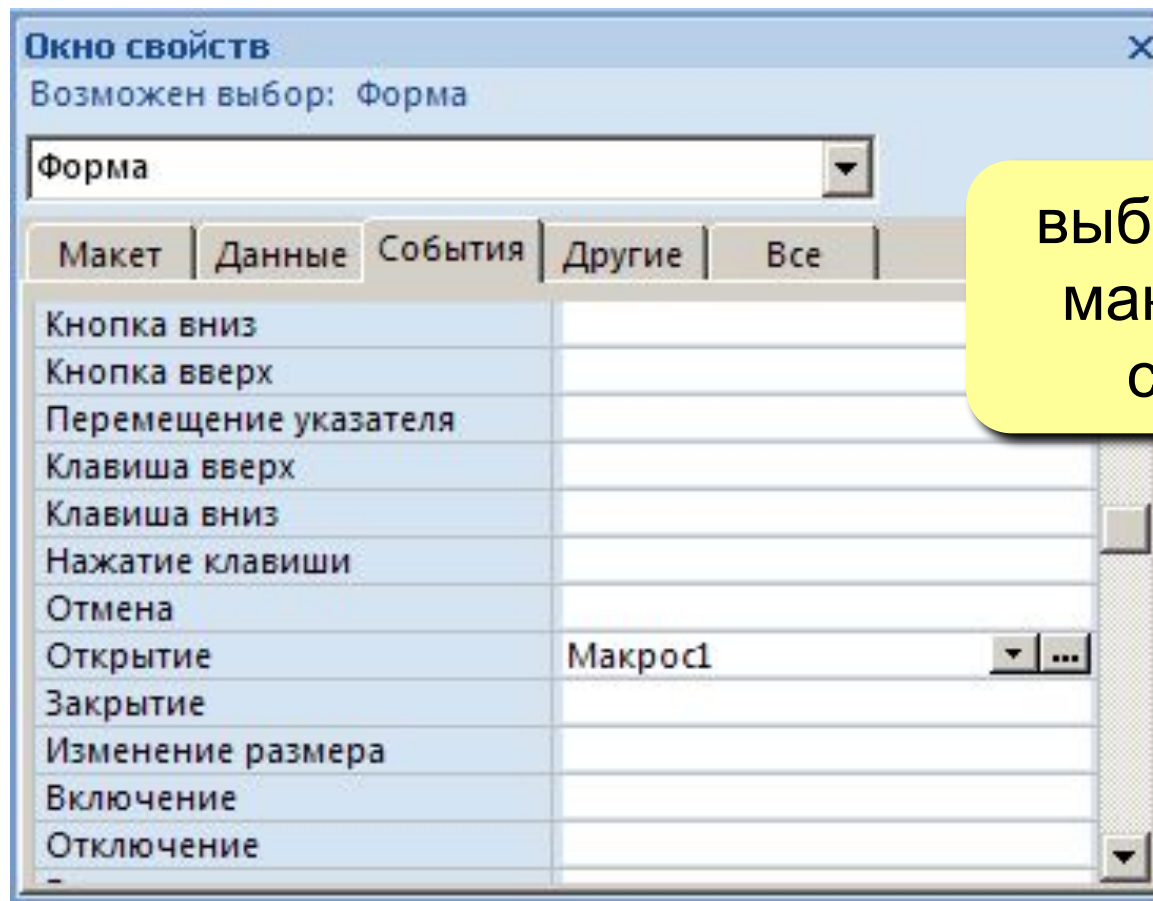 Окно свойств
Возможен выбор: Форма
Форма
Макет Данные События Другие Все
Кнопка вниз
Кнопка вверх
Перемещение указателя
Клавиша вверх
Клавиша вниз
Нажатие клавиши
Отмена
Открытие Макрос1 ...
Закрытие
Изменение размера
Включение
Отключение